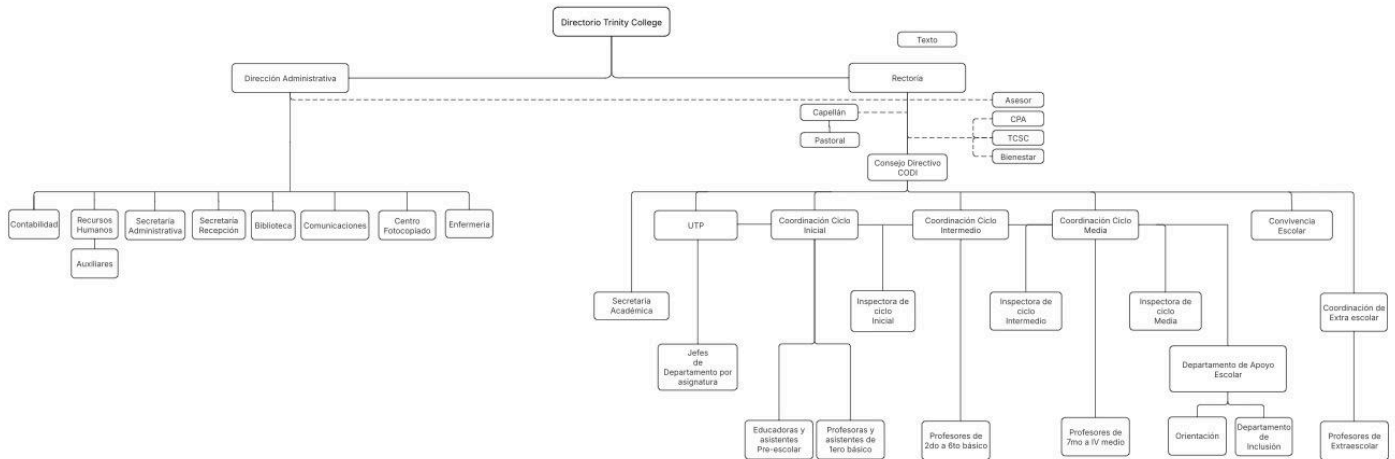 Directorio Trinity College
Texto
Dirección Administrativa
Rectoría
Asesor
Capellán
CPA
Pastoral
TCSC
Bienestar
Consejo Directivo
CODI
Contabilidad
Recursos
Humanos
Secretaría
Administrativa
Secretaría
Recepción
Biblioteca
Comunicaciones
Centro
Fotocopiado
Enfermería
Auxiliares
UTP
Coordinación Ciclo
Inicial
Coordinación Ciclo
Intermedio
Coordinación Ciclo
Media
Convivencia
Escolar
Secretaría
Académica
Inspectora de
ciclo
Inicial
Inspectora de
ciclo
Intermedio
Inspectora de
ciclo
Media
Coordinación de
Extra escolar
Jefes
de
Departamento por
asignatura
Departamento de Apoyo
Escolar
Educadoras y
asistentes
Pre-escolar
Profesoras y
asistentes de
1ero básico
Profesores de
2do a 6to básico
Profesores de
7mo a IV medio
Orientación
Departamento
de
Inclusión
Profesores de
Extraescolar